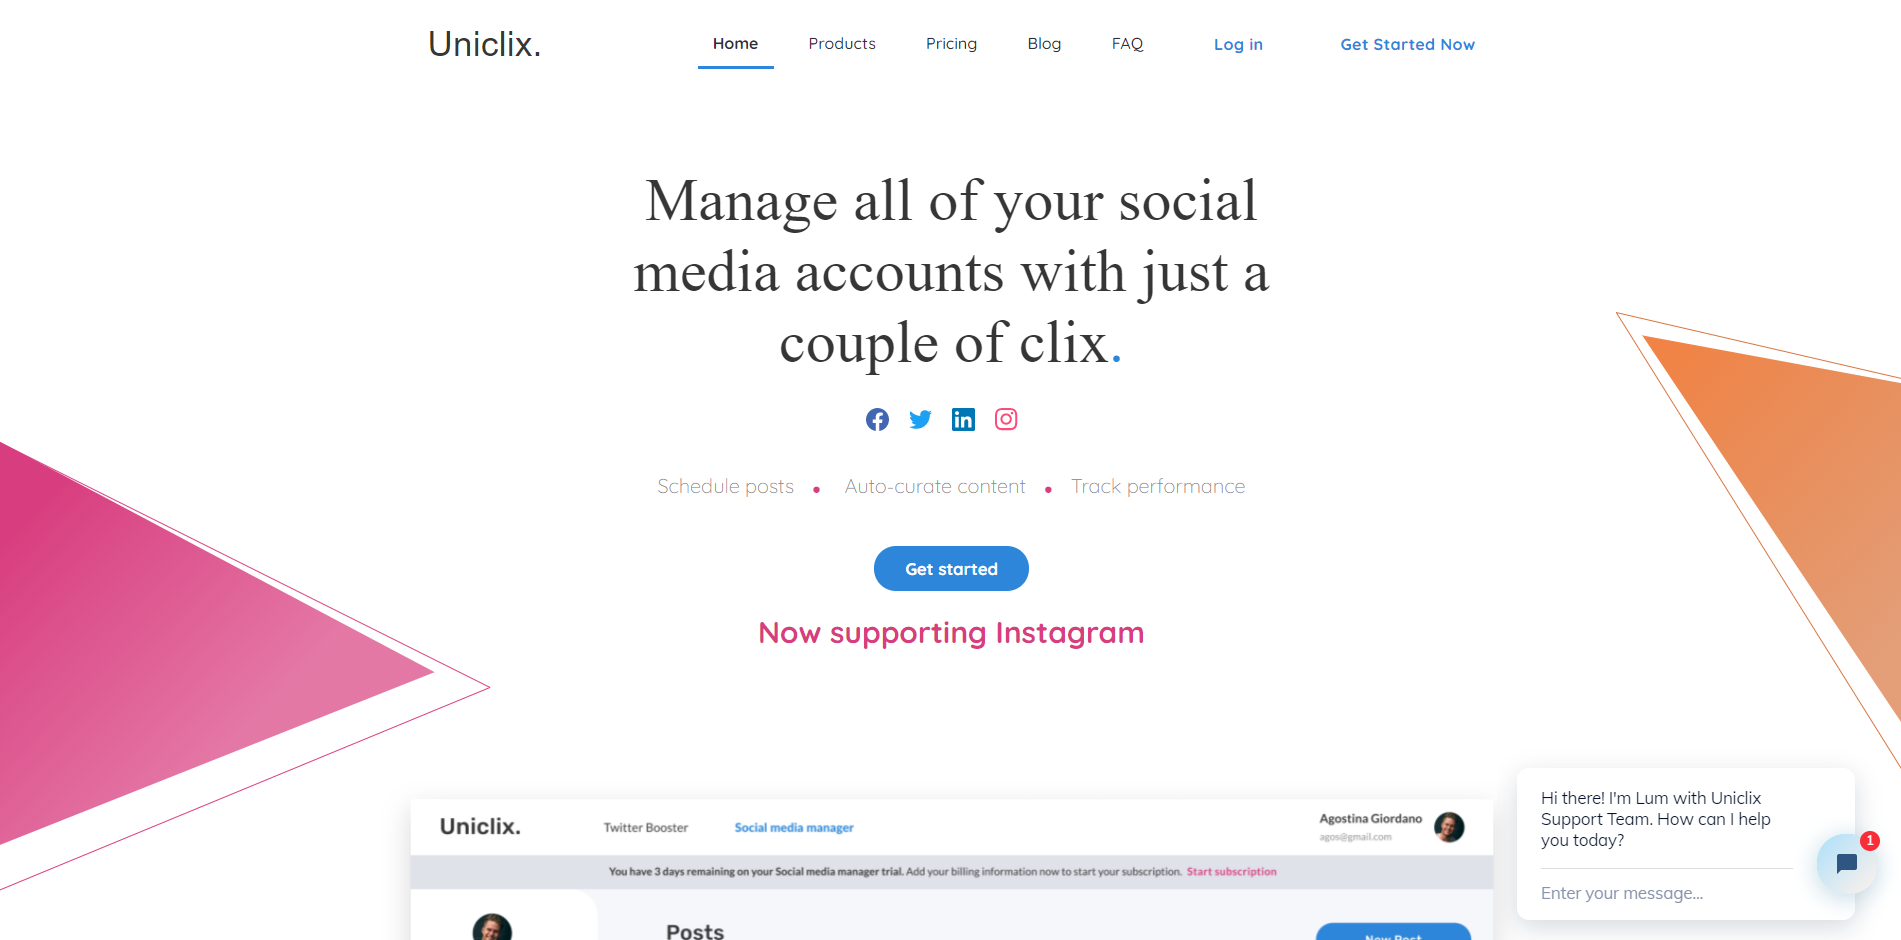 Uniclix.
Home Products Pricing Blog FAQ Log in Get Started Now
Manage all of your social
media accounts with just a
couple of clix.
Schedule posts • Auto-curate content • Track performance
Get started
Now supporting Instagram
Uniclix.
Twitter Booster Social media manager
Agostina Giordano
agos@gmail.com
You have 3 days remaining on your Social media manager trial. Add your billing information now to start your subscription. Start subscription
Posts
New Post
Hi there! I'm Lum with Uniclix
Support Team. How can I help
you today?
1
Enter your message...